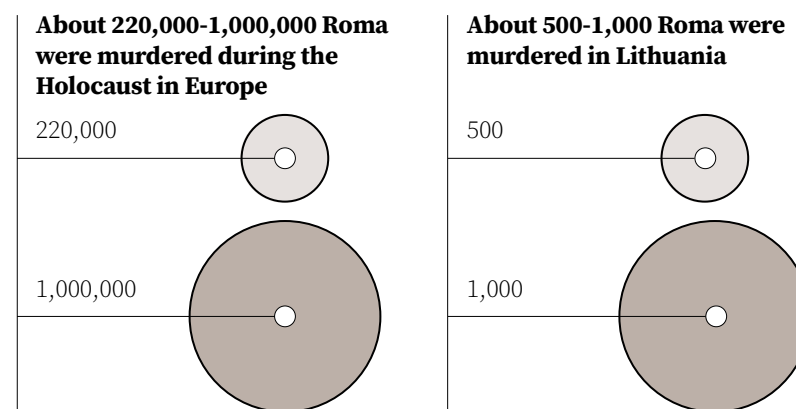 About 220,000-1,000,000 Roma
were murdered during the
Holocaust in Europe
220,000
1,000,000
About 500-1,000 Roma were
murdered in Lithuania
500
1,000